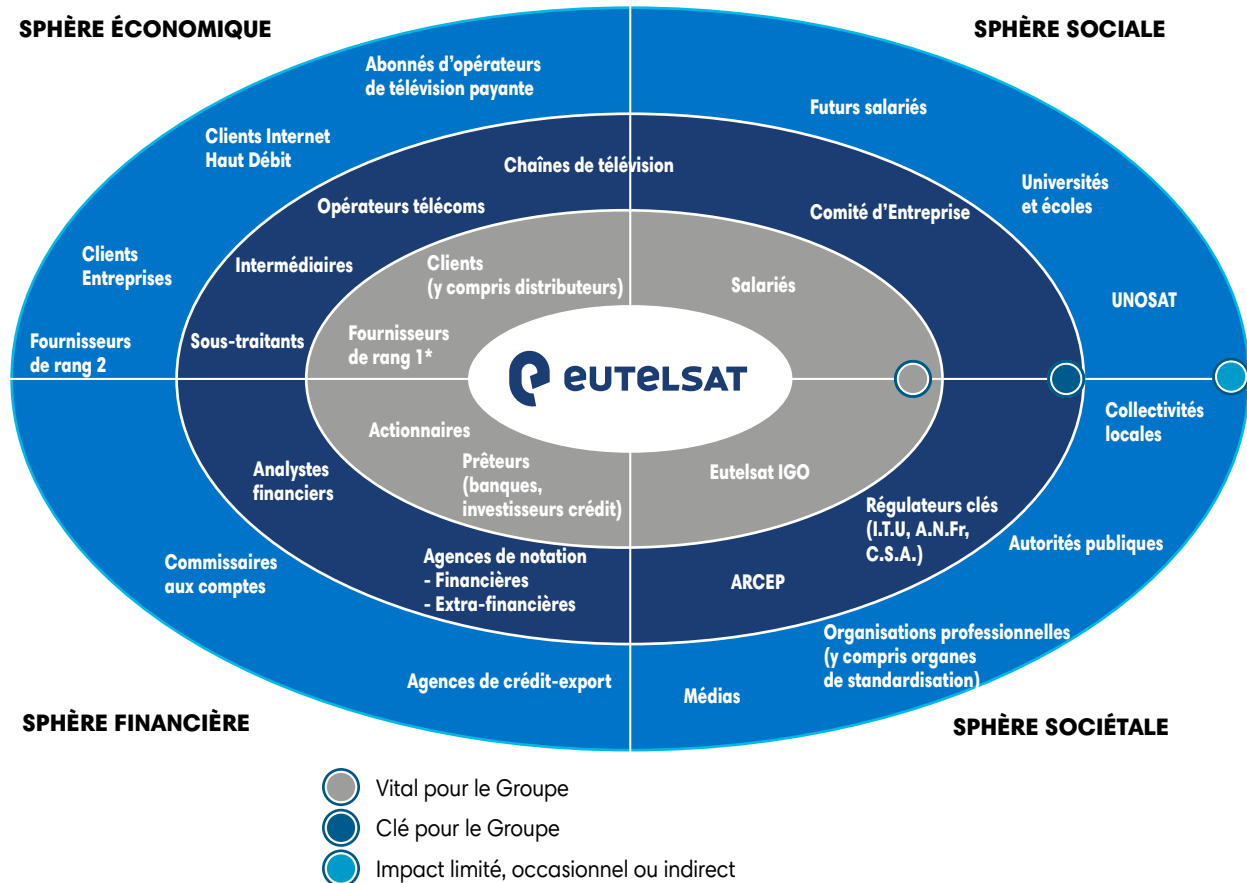 SPHÈRE ÉCONOMIQUE
SPHÈRE SOCIALE
Abonnés d’opérateurs
de télévision payante
Futurs salariés
Clients Internet
Haut Débit
Chaînes de télévision
Universités
et écoles
Opérateurs télécoms
Comité d’Entreprise
Clients
Entreprises
Intermédiaires
Clients
(y compris distributeurs)
Salariés
UNOSAT
Fournisseurs
de rang 2
Sous-traitants
Fournisseurs
de rang 1*
eutelsat
Actionnaires
Collectivités
locales
Analystes
financiers
Prêteurs
(banques,
investisseurs crédit)
Eutelsat IGO
Régulateurs clés
(I.T.U, A.N.Fr,
C.S.A.)
Autorités publiques
Commissaires
aux comptes
Agences de notation
- Financières
- Extra-financières
ARCEP
Organisations professionnelles
(y compris organes
de standardisation)
Agences de crédit-export
Médias
SPHÈRE FINANCIÈRE
SPHÈRE SOCIÉTALE
Vital pour le Groupe
Clé pour le Groupe
Impact limité, occasionnel ou indirect